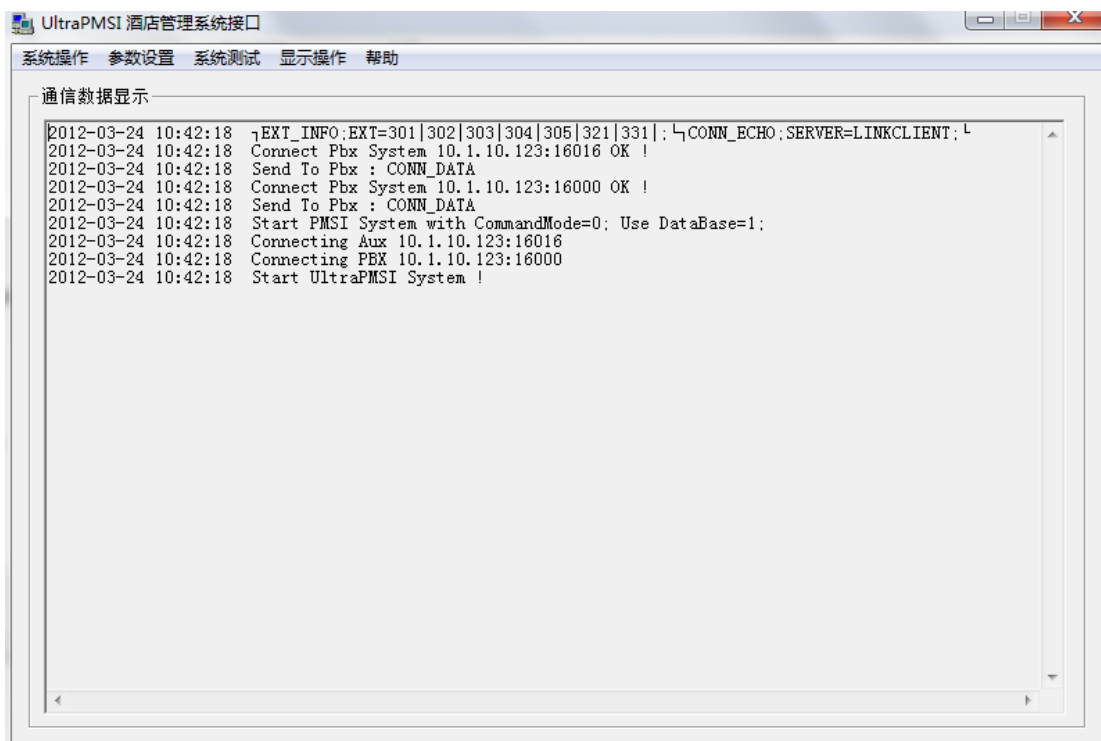 UltraPMSI 酒店管理系统接口
系统操作 参数设置 系统测试 显示操作 帮助
通信数据显示
2012-03-24 10:42:18 ┐EXT_INFO;EXT=301|302|303|304|305|321|331|;└┐CONN_ECHO;SERVER=LINKCLIENT;└
2012-03-24 10:42:18 Connect Pbx System 10.1.10.123:16016 OK !
2012-03-24 10:42:18 Send To Pbx : CONN_DATA
2012-03-24 10:42:18 Connect Pbx System 10.1.10.123:16000 OK !
2012-03-24 10:42:18 Send To Pbx : CONN_DATA
2012-03-24 10:42:18 Start PMSI System with CommandMode=0; Use DataBase=1;
2012-03-24 10:42:18 Connecting Aux 10.1.10.123:16016
2012-03-24 10:42:18 Connecting PBX 10.1.10.123:16000
2012-03-24 10:42:18 Start UltraPMSI System !